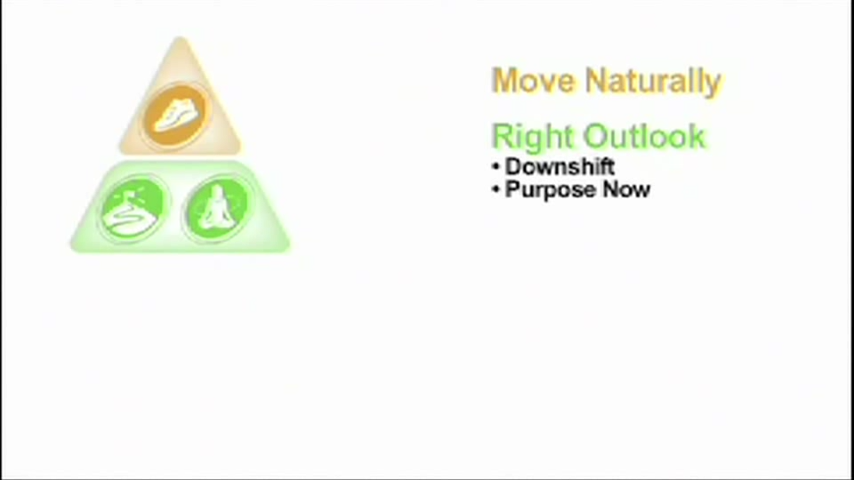 Move Naturally
Right Outlook
• Downshift
• Purpose Now